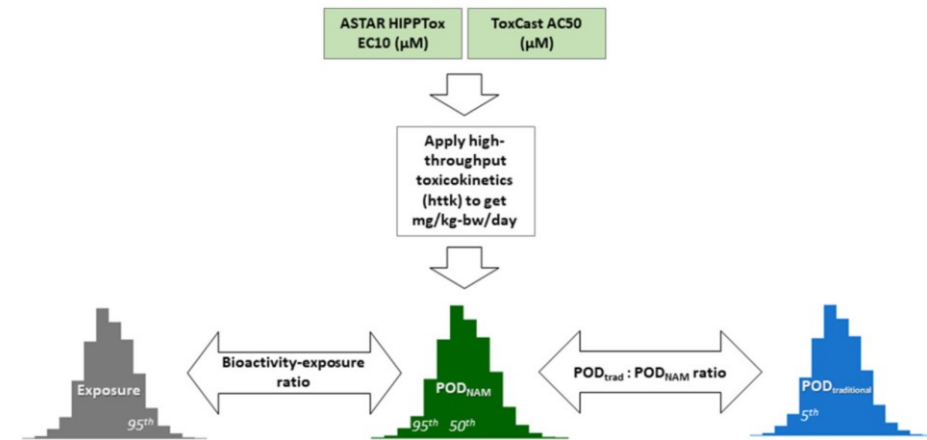 ASTAR HIPPTox
EC10 (µM)
ToxCast AC50
(µM)
Apply high-
throughput
toxicokinetics
(httk) to get
mg/kg-bw/day
Exposure
95th
Bioactivity-exposure
ratio
PODNAM
95th 50th
PODtrad : PODNAM ratio
PODtraditional
5th